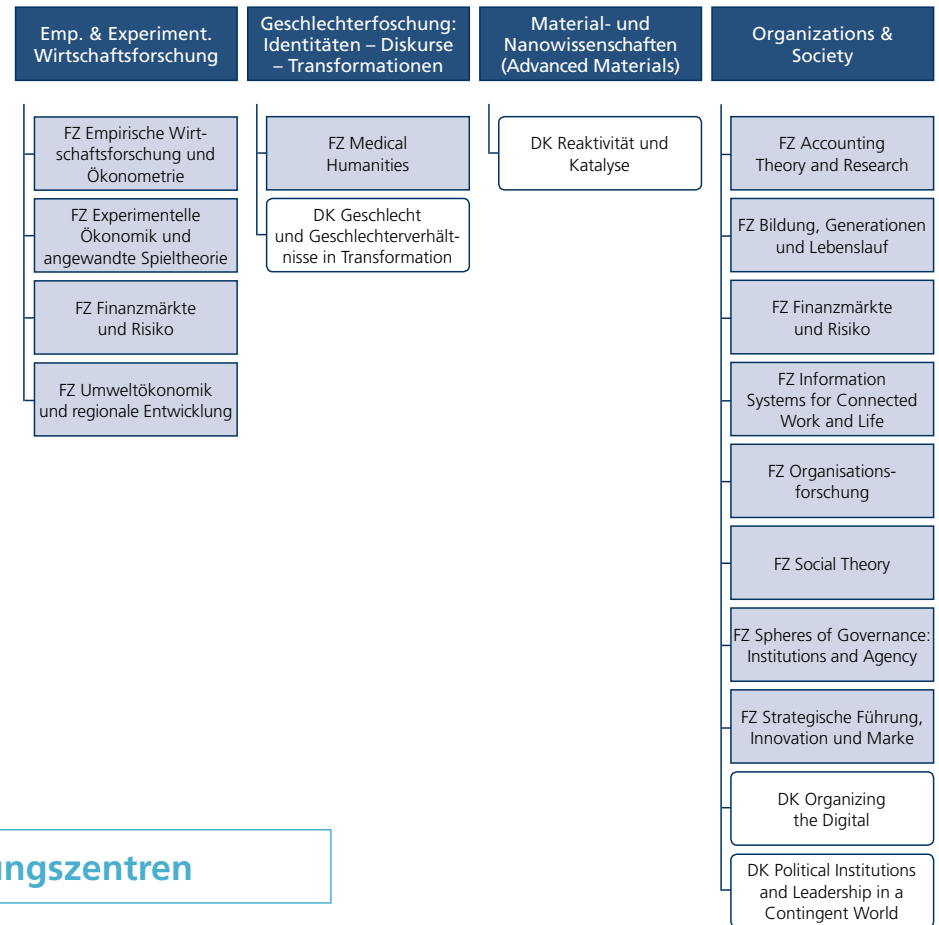 Emp. & Experiment.
Wirtschaftsforschung
FZ Empirische Wirt-
schaftsforschung und
Ökonometrie
FZ Experimentelle
Ökonomik und
angewandte Spieltheorie
FZ Finanzmärkte
und Risiko
FZ Umweltökonomik
und regionale Entwicklung
Geschlechterfoschung:
Identitäten – Diskurse
– Transformationen
FZ Medical
Humanities
DK Geschlecht
und Geschlechterverhält-
nisse in Transformation
Material- und
Nanowissenschaften
(Advanced Materials)
DK Reaktivität und
Katalyse
Organizations &
Society
FZ Accounting
Theory and Research
FZ Bildung, Generationen
und Lebenslauf
FZ Finanzmärkte
und Risiko
FZ Information
Systems for Connected
Work and Life
FZ Organisations-
forschung
FZ Social Theory
FZ Spheres of Governance:
Institutions and Agency
FZ Strategische Führung,
Innovation und Marke
DK Organizing
the Digital
DK Political Institutions
and Leadership in a
Contingent World
ungszentren